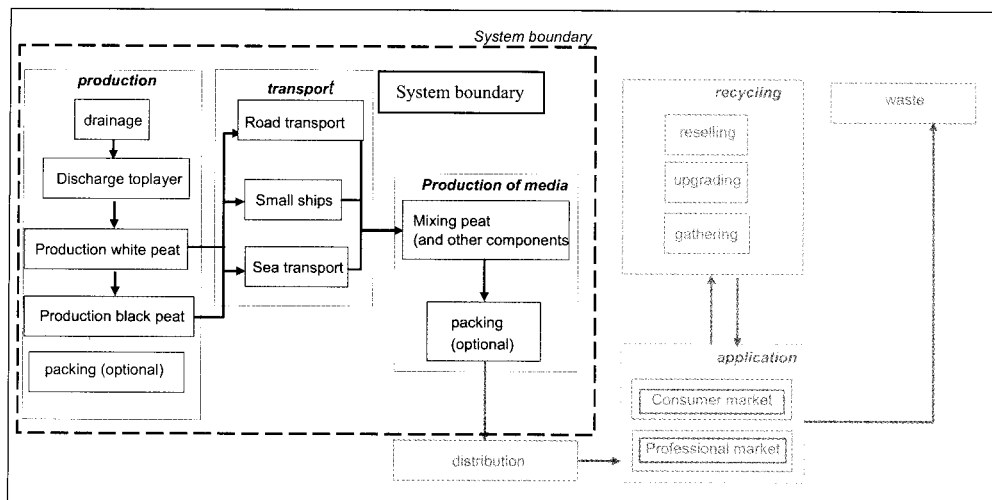 System boundary
production
drainage
Discharge toplayer
Production white peat
Production black peat
packing (optional)
transport
Road transport
Small ships
Sea transport
System boundary
Production of media
Mixing peat
(and other components
packing
(optional)
distribution
recycling
reselling
upgrading
gathering
application
Consumer market
Professional market
waste